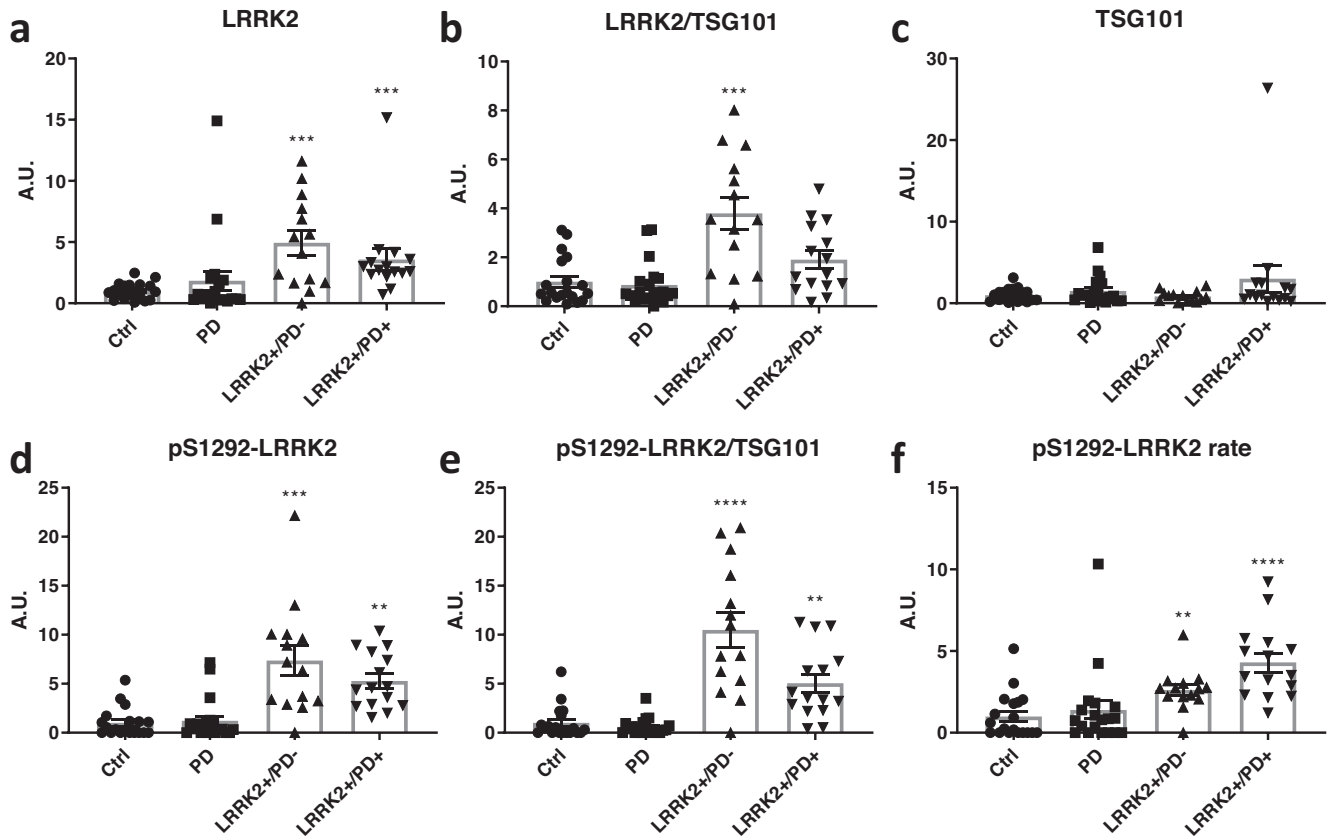 a
LRRK2
20
15
10
5
0
A.U.
***
***
Ctrl
PD
LRRK2+/PD-
LRRK2+/PD+
b
LRRK2/TSG101
10
8
6
4
2
0
A.U.
***
Ctrl
PD
LRRK2+/PD-
LRRK2+/PD+
c
TSG101
30
20
10
0
A.U.
Ctrl
PD
LRRK2+/PD-
LRRK2+/PD+
d
pS1292-LRRK2
25
20
15
10
5
0
A.U.
***
**
Ctrl
PD
LRRK2+/PD-
LRRK2+/PD+
e
pS1292-LRRK2/TSG101
25
20
15
10
5
0
A.U.
****
**
Ctrl
PD
LRRK2+/PD-
LRRK2+/PD+
f
pS1292-LRRK2 rate
15
10
5
0
A.U.
**
****
Ctrl
PD
LRRK2+/PD-
LRRK2+/PD+